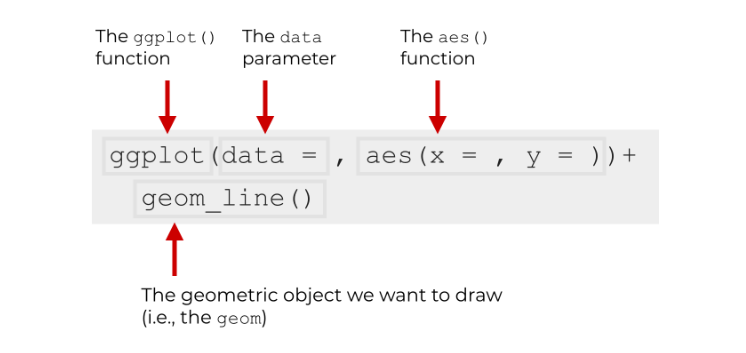 The ggplot()
function
The data
parameter
The aes()
function
ggplot(data = , aes(x = , y = ))+
geom_line()
The geometric object we want to draw
(i.e., the geom)